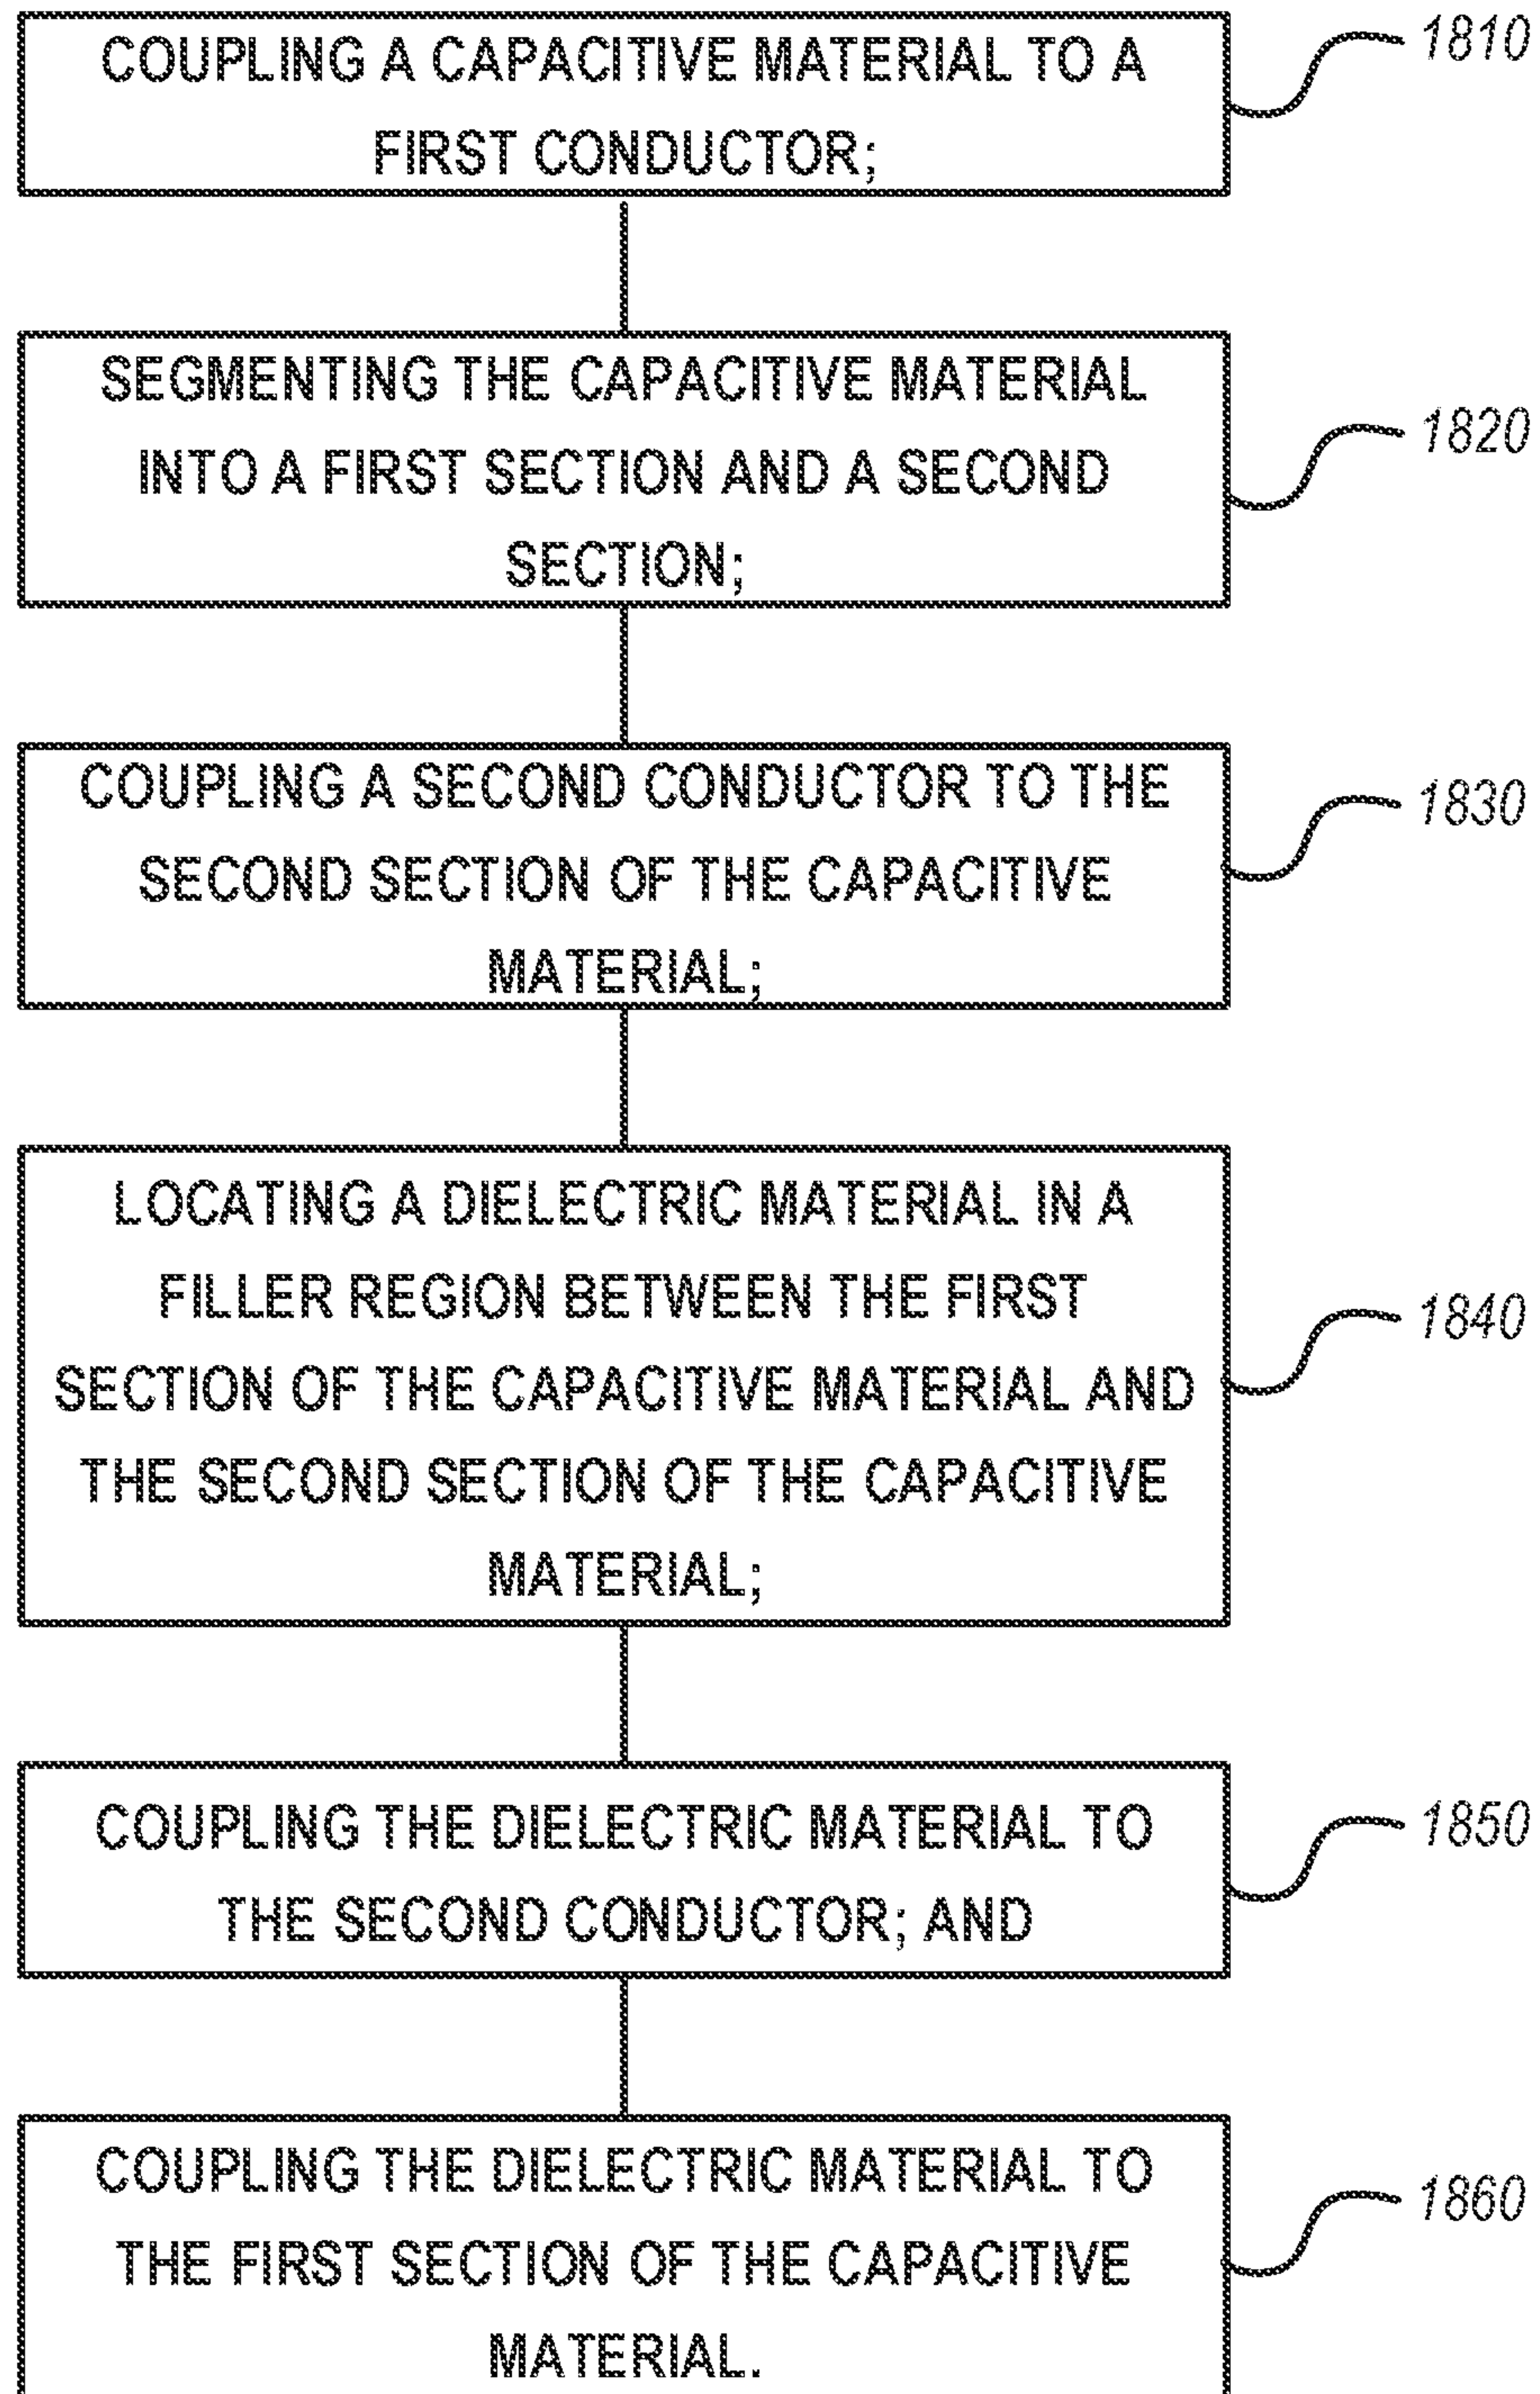 COUPLING A CAPACITIVE MATERIAL TO A
FIRST CONDUCTOR;
1810
SEGMENTING THE CAPACITIVE MATERIAL
INTO A FIRST SECTION AND A SECOND
SECTION;
1820
COUPLING A SECOND CONDUCTOR TO THE
SECOND SECTION OF THE CAPACITIVE
MATERIAL;
1830
LOCATING A DIELECTRIC MATERIAL IN A
FILLER REGION BETWEEN THE FIRST
SECTION OF THE CAPACITIVE MATERIAL AND
THE SECOND SECTION OF THE CAPACITIVE
MATERIAL;
1840
COUPLING THE DIELECTRIC MATERIAL TO
THE SECOND CONDUCTOR; AND
1850
COUPLING THE DIELECTRIC MATERIAL TO
THE FIRST SECTION OF THE CAPACITIVE
MATERIAL.
1860